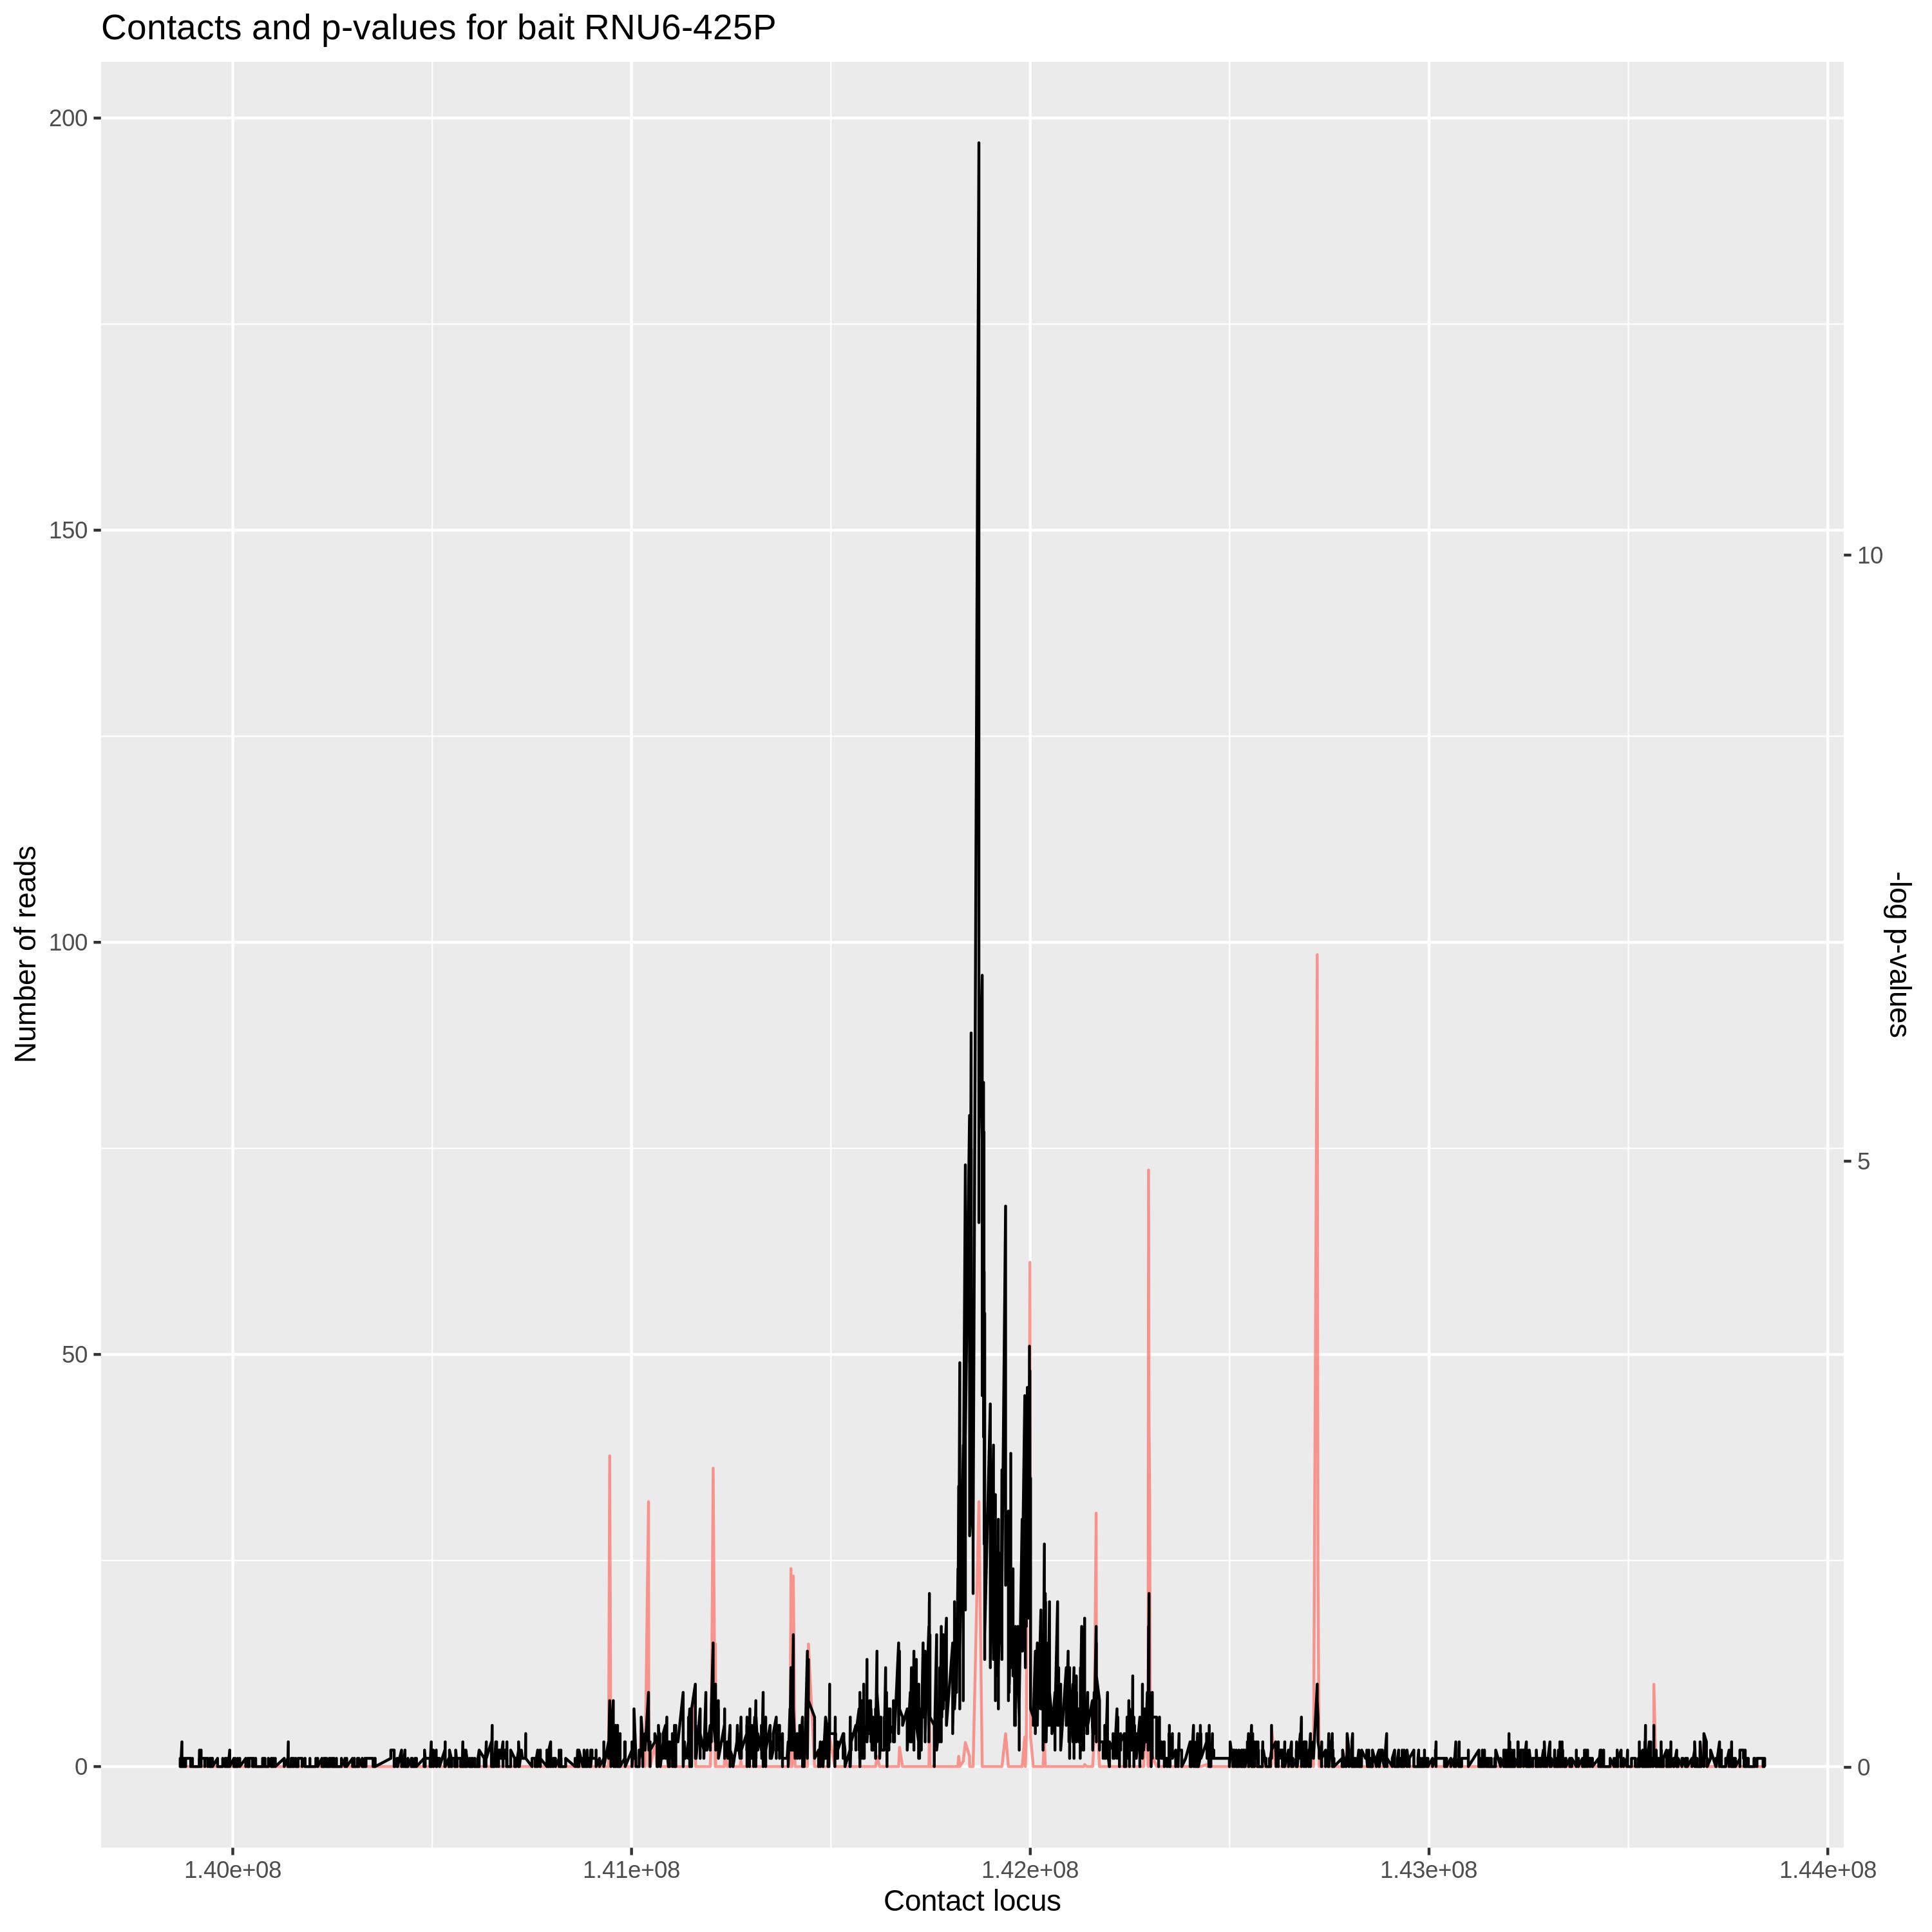 Contacts and p-values for bait RNU6-425P
200
150
100
50
0
Number of reads
10
5
0
-log p-values
1.40e+08
1.41e+08
1.42e+08
1.43e+08
1.44e+08
Contact locus